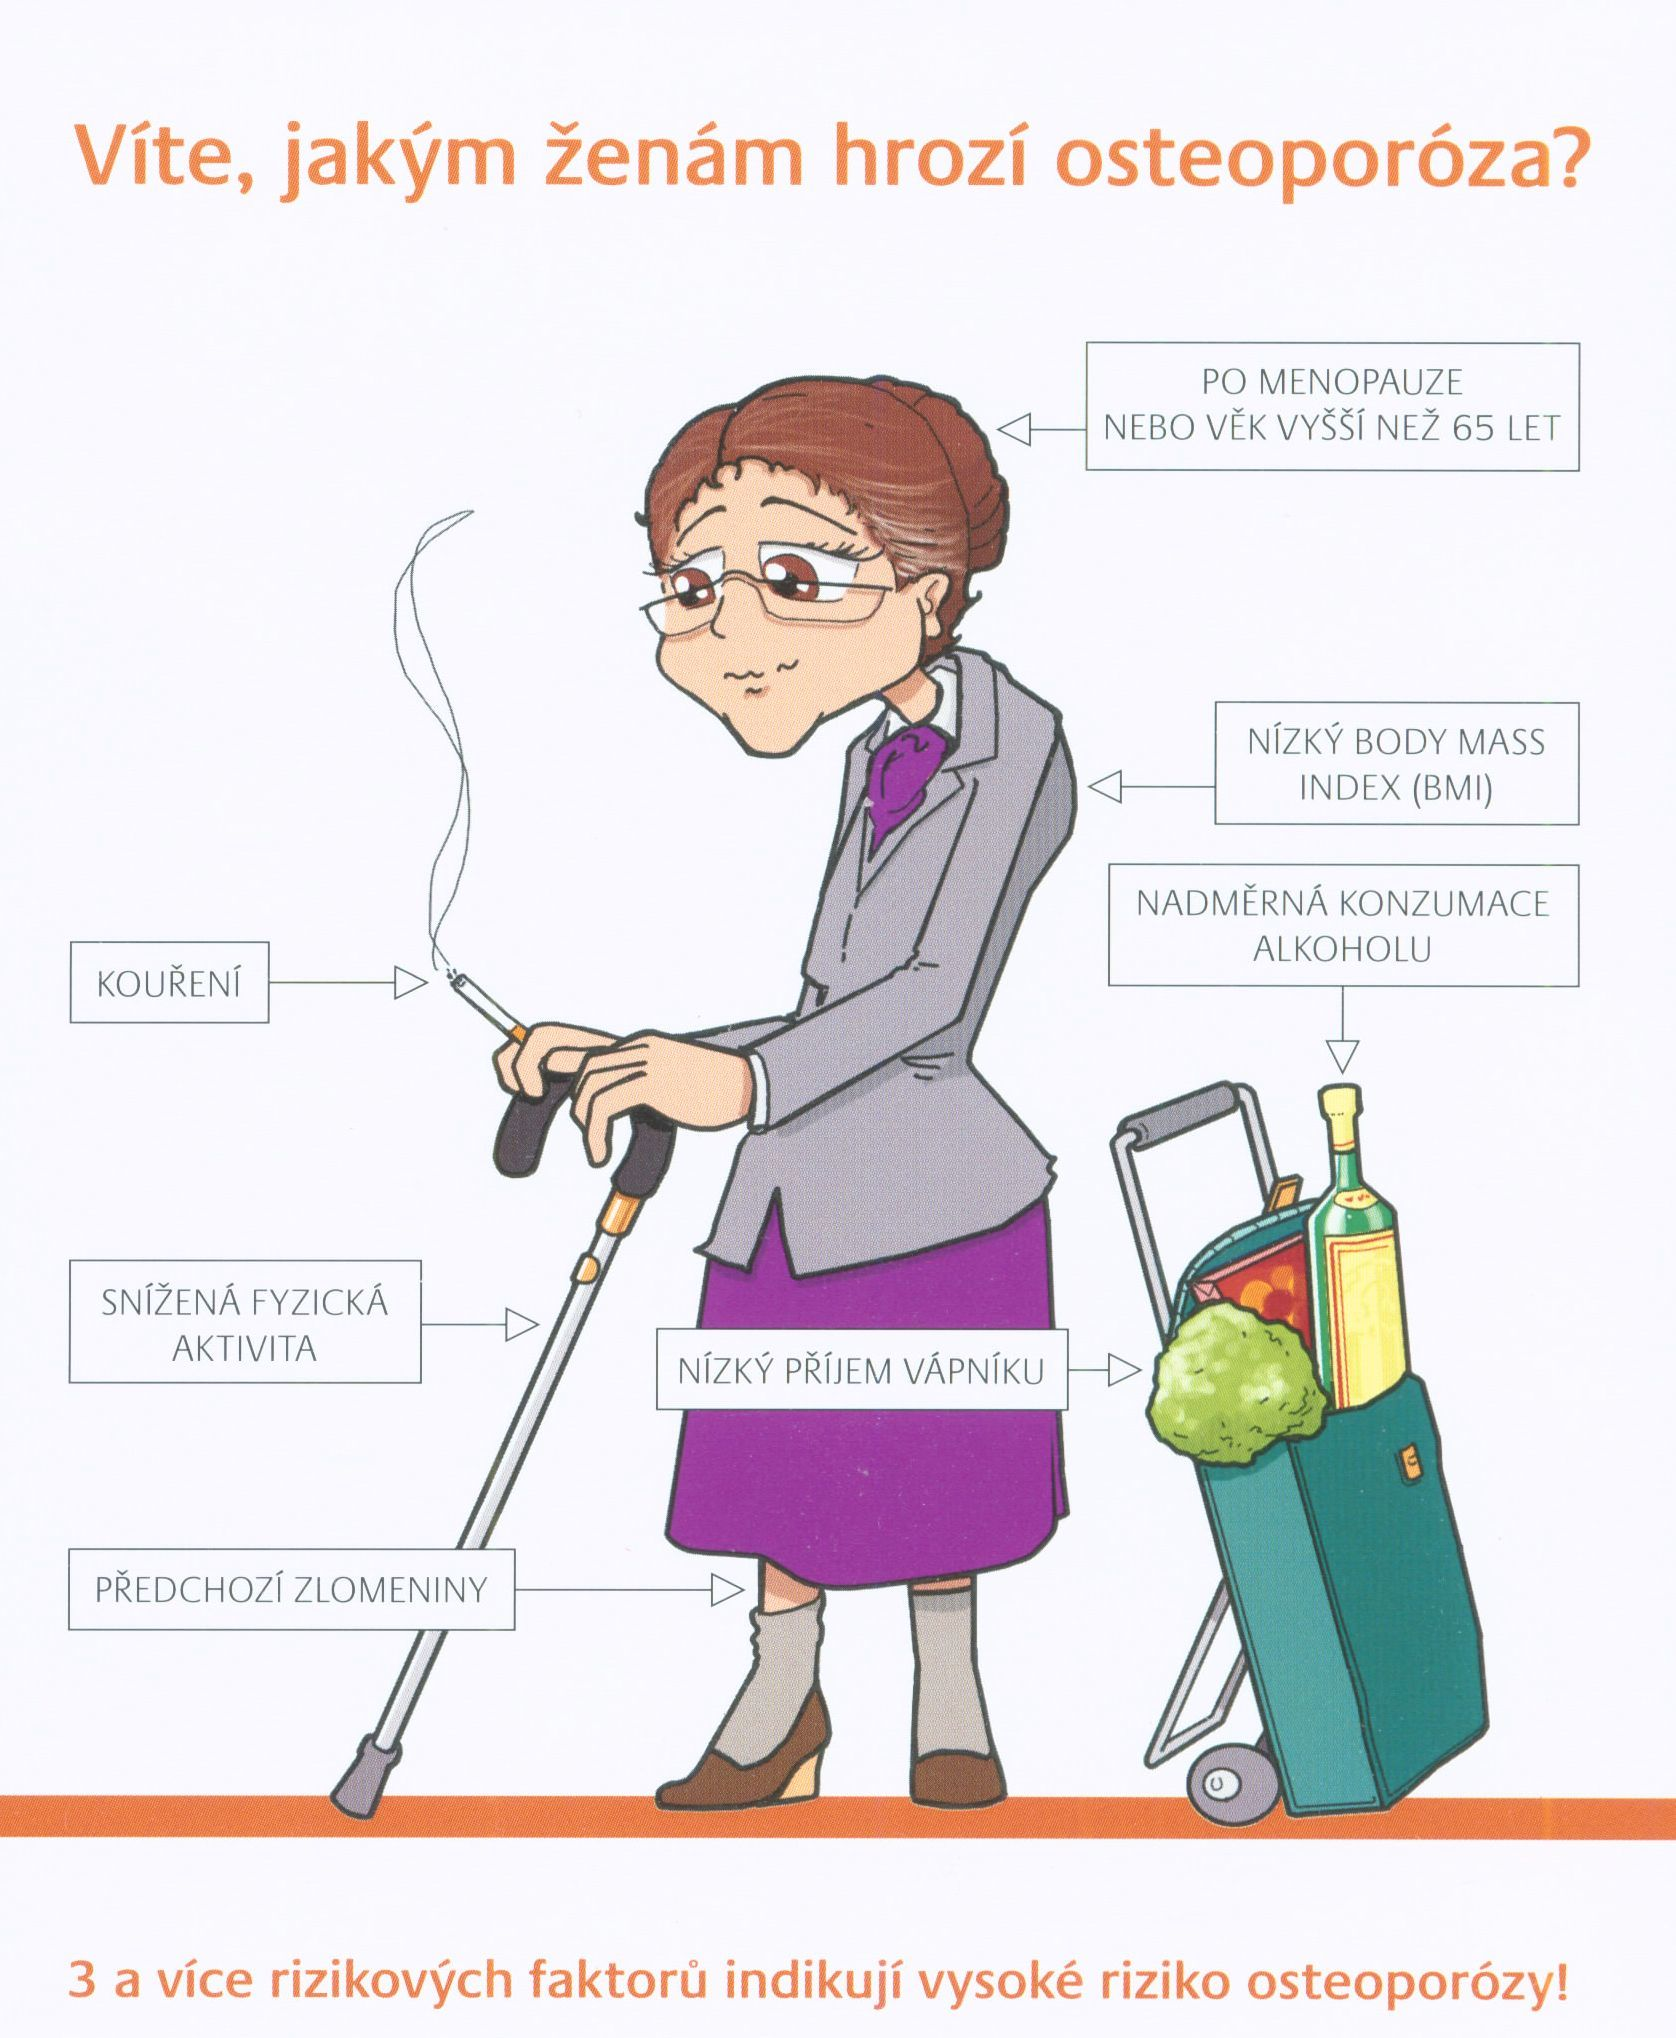 Víte, jakým ženám hrozí osteoporóza?
PO MENOPAUZE
NEBO VĚK VYŠŠÍ NEŽ 65 LET
NÍZKÝ BODY MASS
INDEX (BMI)
NADMĚRNÁ KONZUMACE
ALKOHOLU
KOUŘENÍ
SNÍŽENÁ FYZICKÁ
AKTIVITA
NÍZKÝ PŘÍJEM VÁPNÍKU
PŘEDCHOZÍ ZLOMENINY
3 a více rizikových faktorů indikují vysoké riziko osteoporózy!